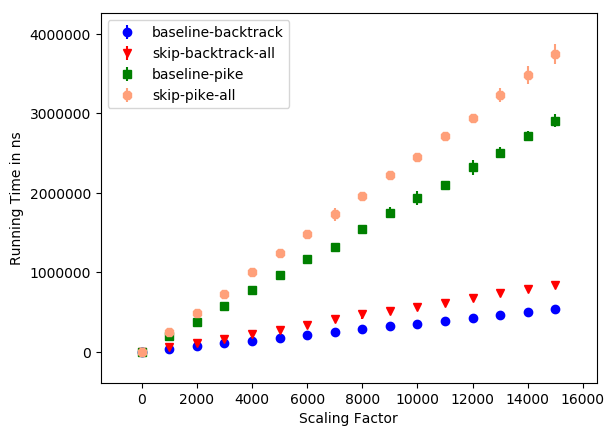 baseline-backtrack
skip-backtrack-all
baseline-pike
skip-pike-all
4000000
3000000
2000000
1000000
0
Running Time in ns
0 2000 4000 6000 8000 10000 12000 14000 16000
Scaling Factor